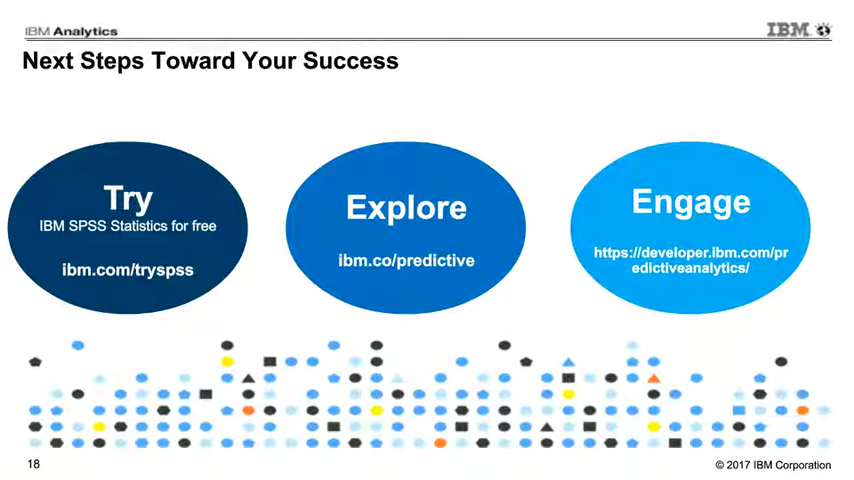 IBM Analytics
IBM
Next Steps Toward Your Success
Try
IBM SPSS Statistics for free
ibm.com/tryspss
Explore
ibm.co/predictive
Engage
https://developer.ibm.com/pr
edictiveanalytics/
18
© 2017 IBM Corporation